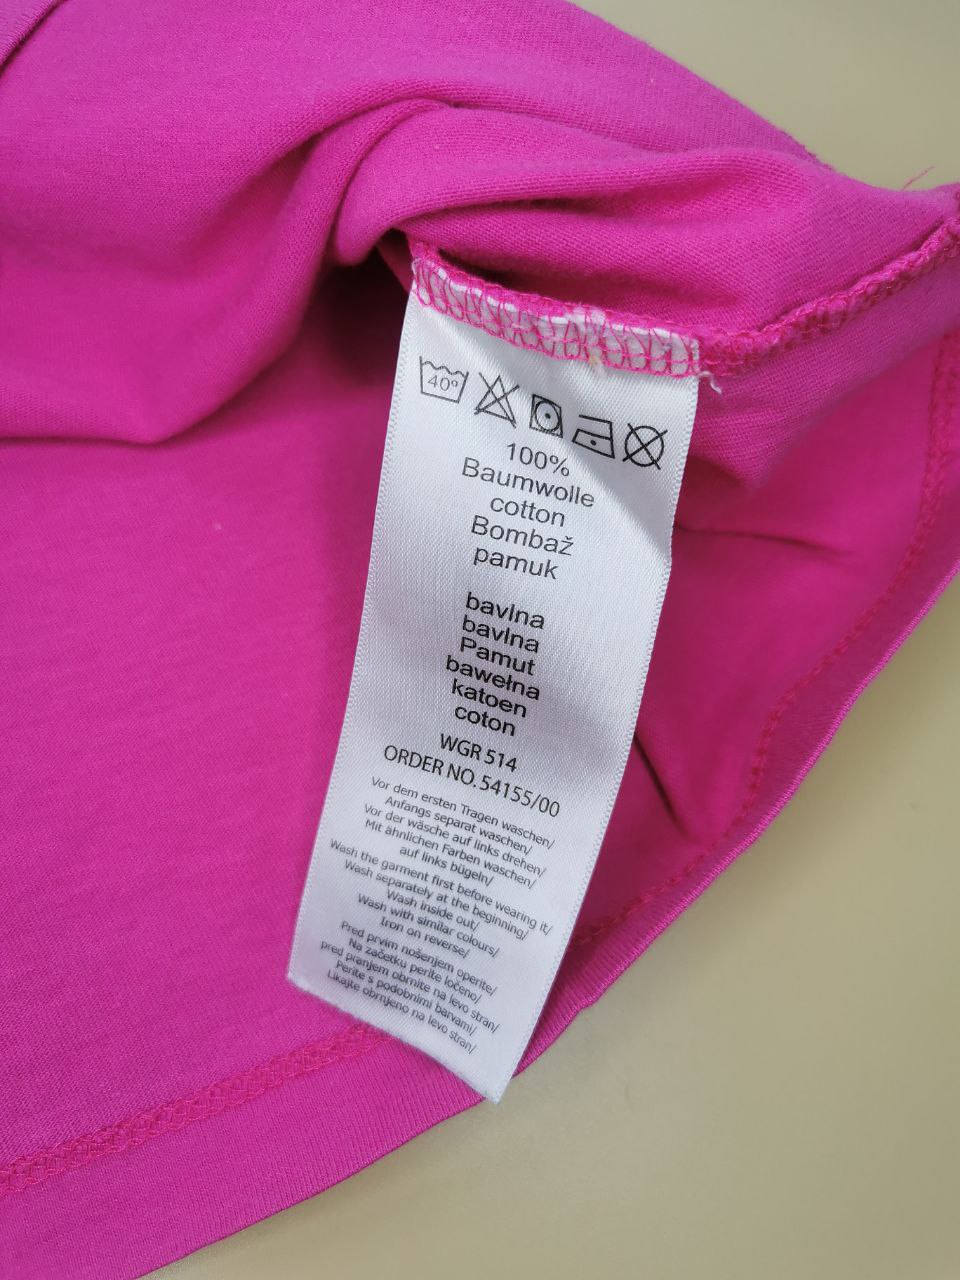 40°
100%
Baumwolle
cotton
Bombaž
pamuk
bavlna
bavlna
Pamut
bawełna
katoen
coton
WGR 514
ORDER NO. 54155/00
Vor dem ersten Tragen waschen/
Anfangs separat waschen/
Vor der wäsche auf links drehen/
Mit ähnlichen Farben waschen/
auf links bügeln/
Wash the garment first before wearing it/
Wash separately at the beginning/
Wash inside out/
Wash with similar colours/
Iron on reverse/
Pred prvim nošenjem operite/
Na začetku perite ločeno/
pred pranjem obrnite na levo stran/
Perite s podobnimi barvami/
Likajte obrnjeno na levo stran/